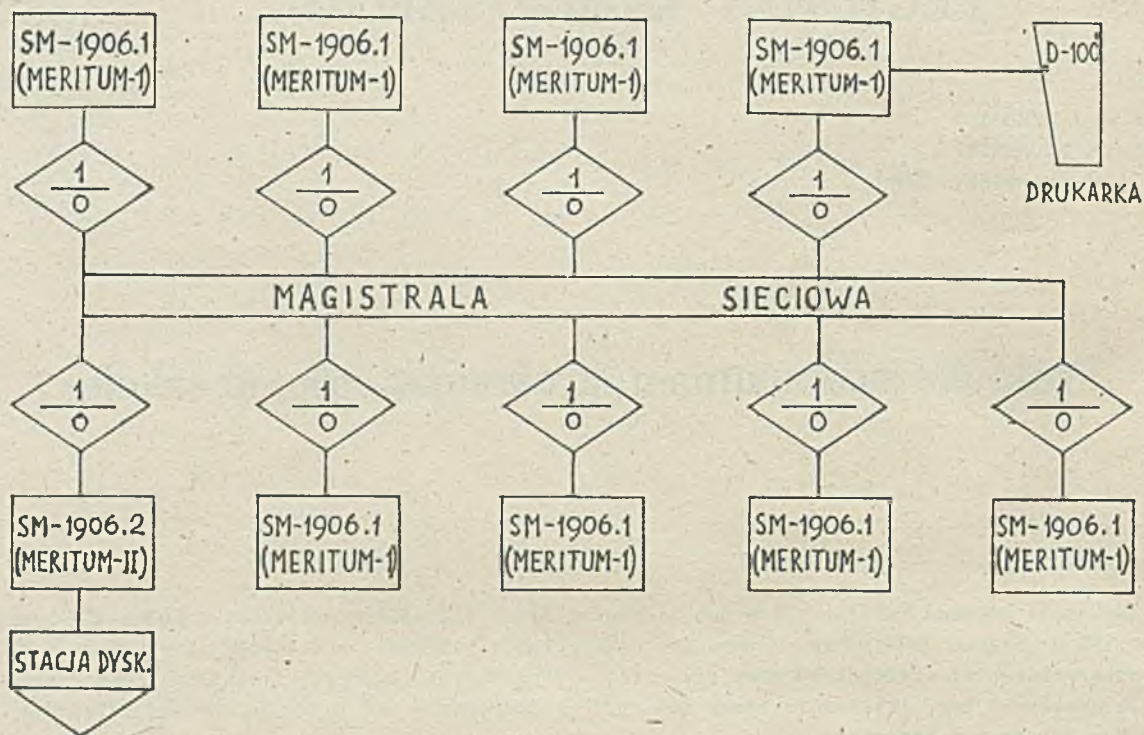 SM-1906.1
(MERITUM-1)
SM-1906.1
(MERITUM-1)
SM-1906.1
(MERITUM-1)
SM-1906.1
(MERITUM-1)
D-100
DRUKARKA
1
0
1
0
1
0
1
0
MAGISTRALA SIECIOWA
1
0
1
0
1
0
1
0
1
0
SM-1906.2
(MERITUM-II)
SM-1906.1
(MERITUM-1)
SM-1906.1
(MERITUM-1)
SM-1906.1
(MERITUM-1)
SM-1906.1
(MERITUM-1)
STACJA DYSK.